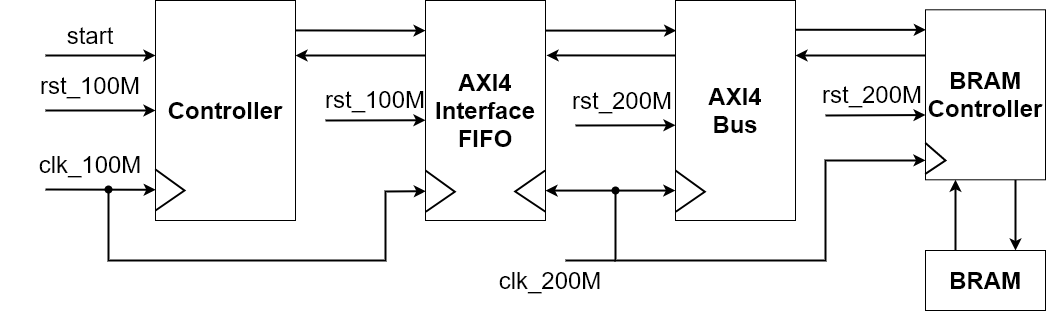 start
rst_100M
clk_100M
Controller
rst_100M
AXI4
Interface
FIFO
rst_200M
AXI4
Bus
rst_200M
BRAM
Controller
clk_200M
BRAM